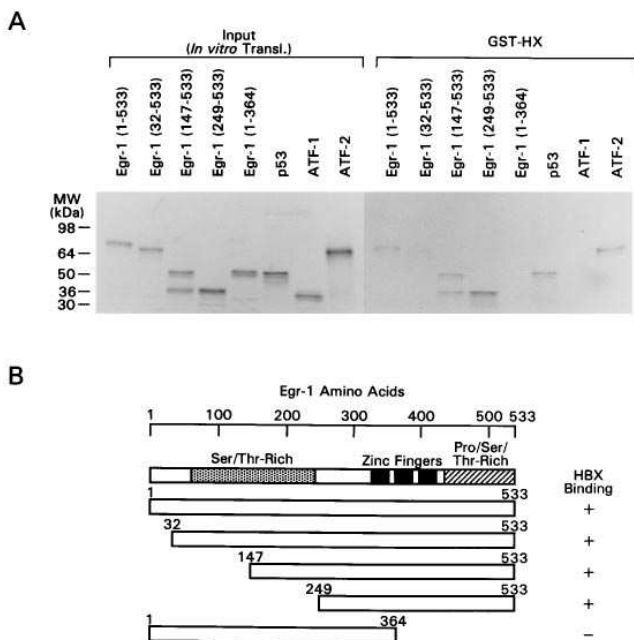 A
Input
(In vitro Transl.)
GST-HX
Egr-1 (1-533)
Egr-1 (32-533)
Egr-1 (147-533)
Egr-1 (249-533)
Egr-1 (1-364)
p53
ATF-1
ATF-2
Egr-1 (1-533)
Egr-1 (32-533)
Egr-1 (147-533)
Egr-1 (249-533)
Egr-1 (1-364)
p53
ATF-1
ATF-2
MW
(kDa)
98
64
50
36
30
B
Egr-1 Amino Acids
1 100 200 300 400 500 533
Ser/Thr-Rich
Zinc Fingers
Pro/Ser/
Thr-Rich
HBX
Binding
1 533 +
32 533 +
147 533 +
249 533 +
1 364 −